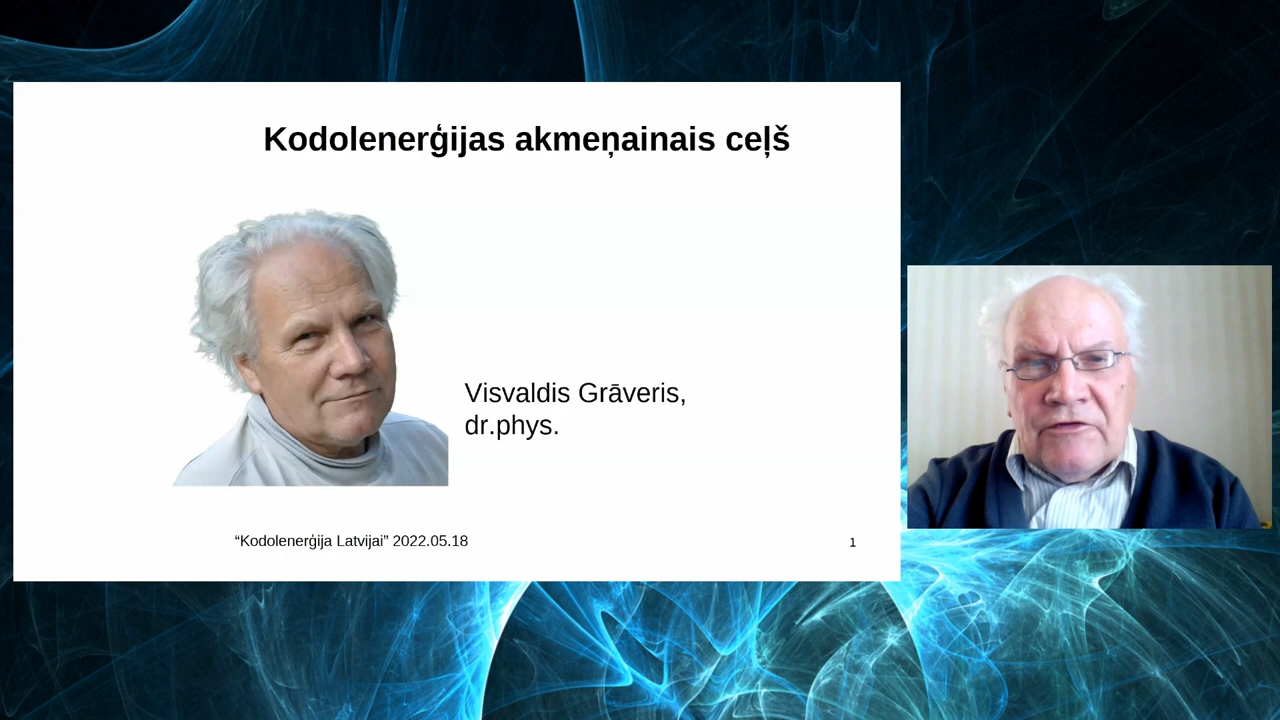 Kodolenerģijas akmeņainais ceļš
Visvaldis Grāveris,
dr.phys.
“Kodolenerģija Latvijai” 2022.05.18
1